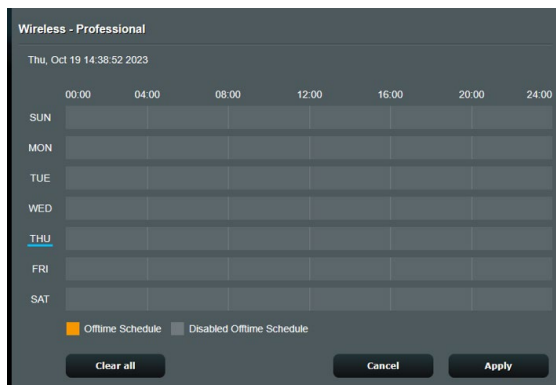 Wireless - Professional
Thu, Oct 19 14:38:52 2023
00:00 04:00 08:00 12:00 16:00 20:00 24:00
SUN
MON
TUE
WED
THU
FRI
SAT
Offtime Schedule Disabled Offtime Schedule
Clear all Cancel Apply